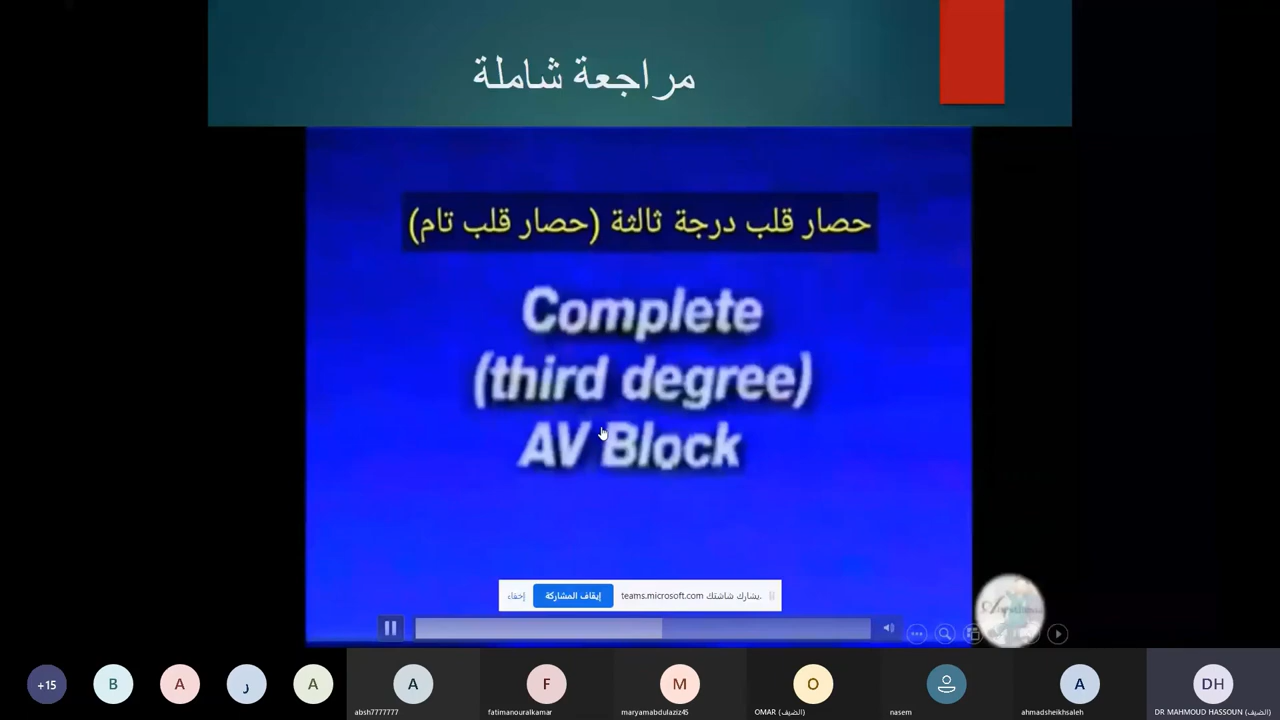 مراجعة شاملة
حصار قلب درجة ثالثة (حصار قلب تام)
Complete
(third degree)
AV Block
يشارك شاشتك teams.microsoft.com.
إيقاف المشاركة
إخفاء
+15
B
A
ر
A
A
F
M
O
A
DH
absh7777777
fatimanouralkamar
maryamabdulaziz45
OMAR (الضيف)
nasem
ahmadsheikhsaleh
DR MAHMOUD HASSOUN (الضيف)